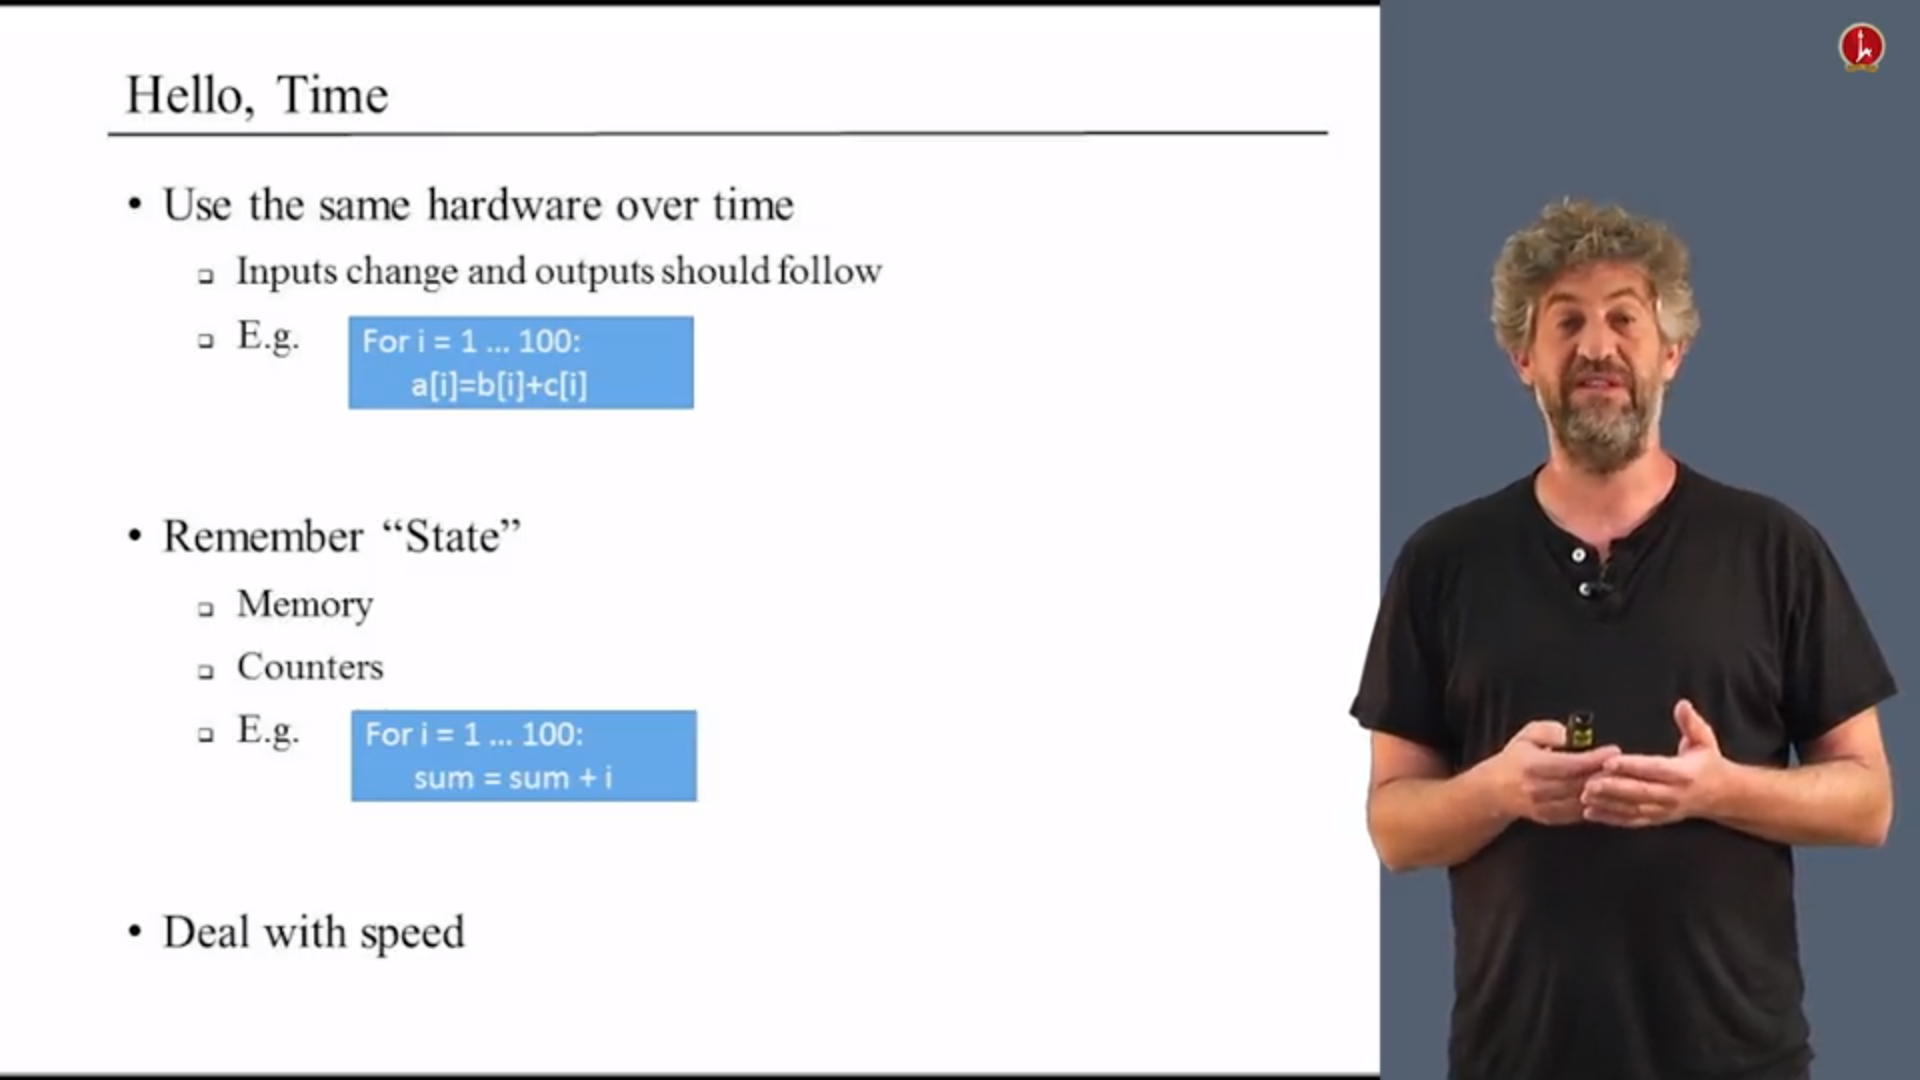 Hello, Time
• Use the same hardware over time
❑ Inputs change and outputs should follow
❑ E.g.
For i = 1 ... 100:
a[i]=b[i]+c[i]
• Remember “State”
❑ Memory
❑ Counters
❑ E.g.
For i = 1 ... 100:
sum = sum + i
• Deal with speed